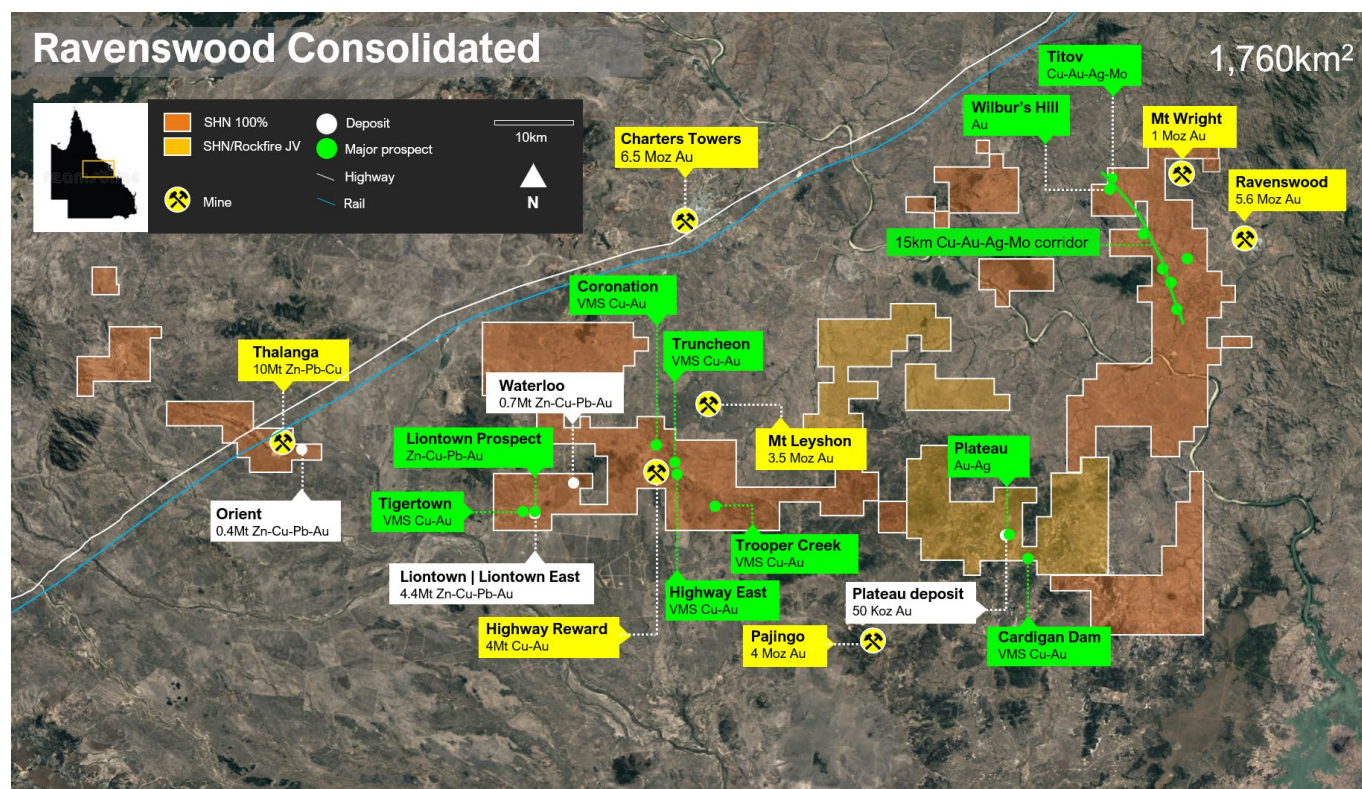 Ravenswood Consolidated
1,760km²
SHN 100%
SHN/Rockfire JV
Mine
Deposit
Major prospect
Highway
Rail
10km
N
Titov
Cu-Au-Ag-Mo
Wilbur's Hill
Au
Mt Wright
1 Moz Au
Charters Towers
6.5 Moz Au
Ravenswood
5.6 Moz Au
15km Cu-Au-Ag-Mo corridor
Coronation
VMS Cu-Au
Truncheon
VMS Cu-Au
Thalanga
10Mt Zn-Pb-Cu
Waterloo
0.7Mt Zn-Cu-Pb-Au
Liontown Prospect
Zn-Cu-Pb-Au
Mt Leyshon
3.5 Moz Au
Plateau
Au-Ag
Tigertown
VMS Cu-Au
Orient
0.4Mt Zn-Cu-Pb-Au
Trooper Creek
VMS Cu-Au
Liontown | Liontown East
4.4Mt Zn-Cu-Pb-Au
Highway East
VMS Cu-Au
Plateau deposit
50 Koz Au
Highway Reward
4Mt Cu-Au
Pajingo
4 Moz Au
Cardigan Dam
VMS Cu-Au